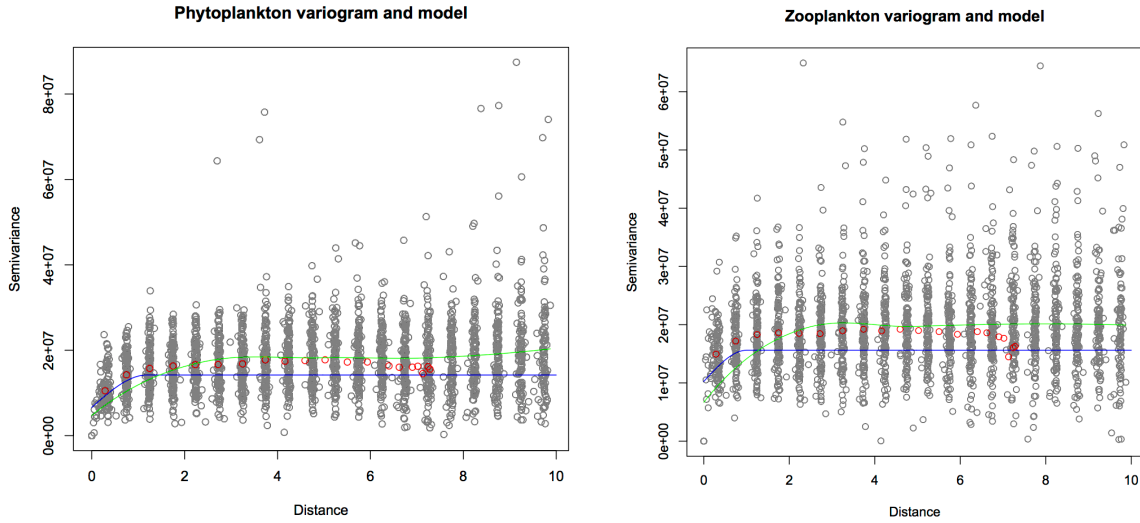 Phytoplankton variogram and model
Semivariance
0e+00
2e+07
4e+07
6e+07
8e+07
0
2
4
6
8
10
Distance
Zooplankton variogram and model
Semivariance
0e+00
1e+07
2e+07
3e+07
4e+07
5e+07
6e+07
0
2
4
6
8
10
Distance